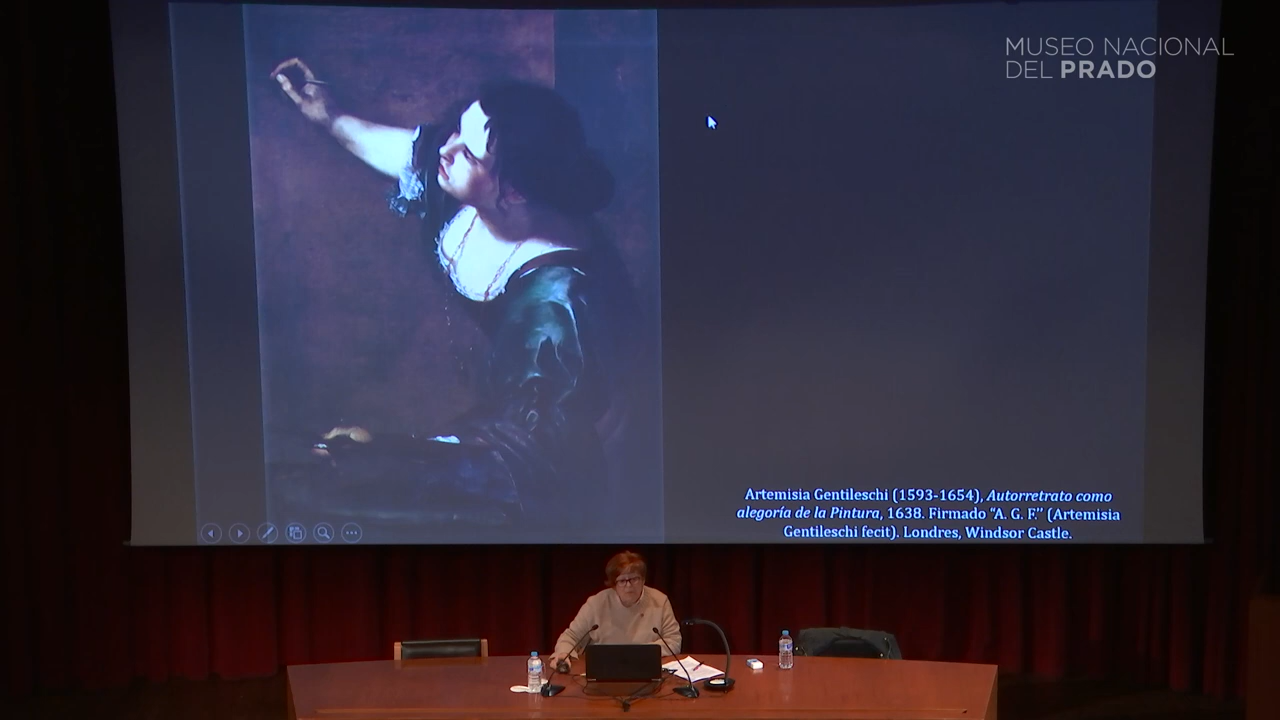 MUSEO NACIONAL
DEL PRADO
Artemisia Gentileschi (1593-1654), Autorretrato como
alegoría de la Pintura, 1638. Firmado “A. G. F.” (Artemisia
Gentileschi fecit). Londres, Windsor Castle.